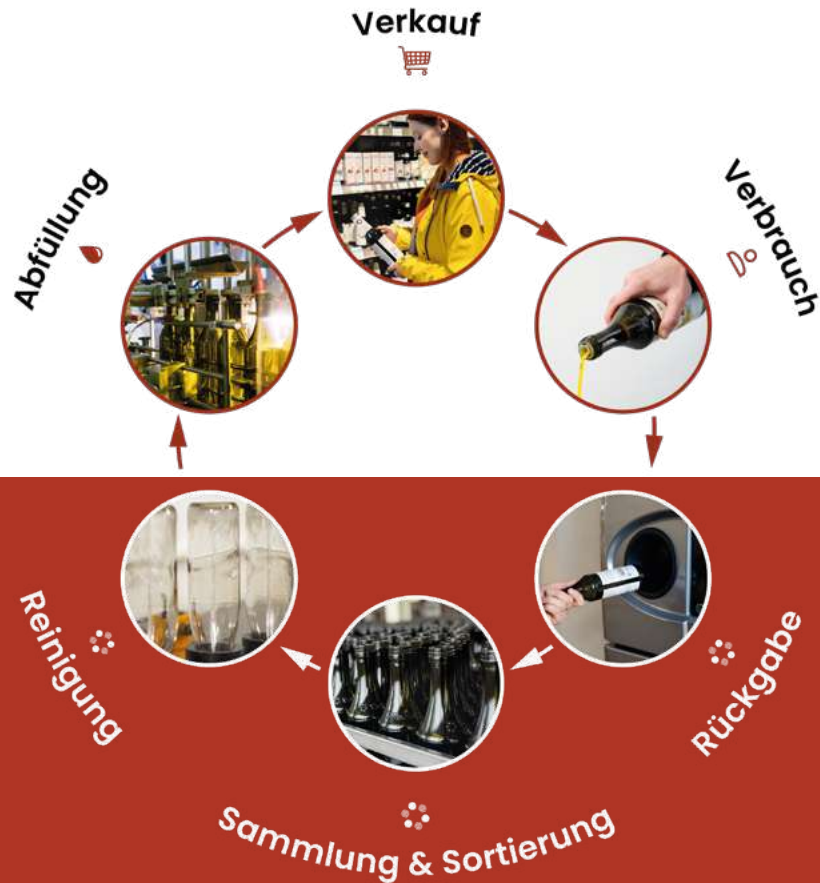 Verkauf
Verbrauch
Rückgabe
Sammlung & Sortierung
Reinigung
Abfüllung